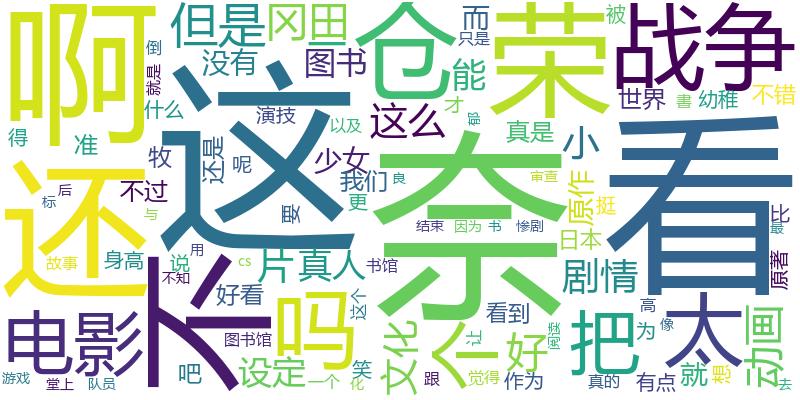 啊
这
奈
看
仓
荣
战争
但是
冈田
而
只是
被
倒
就是
没有
图书
能
世界
書
幼稚
不错
什么
演技
以及
这么
才
真是
得
准
还
牧
还是
呢
少女
小
我们
良
审查
原作
挺
不过
后
标
与
要
更
日本
最
原著
结束
因为
书
惨剧
故事
身高
说
用
cs
片
真人
书馆
剧情
不
不知
好看
这个
看到
高
像
电影
吗
图书馆
文化
个
让
好
阅读
把
为
太
动画
游戏
堂上
队员
吧
设定
一个
化
笑
跟
觉得
作为
真的
有点
就
想
去